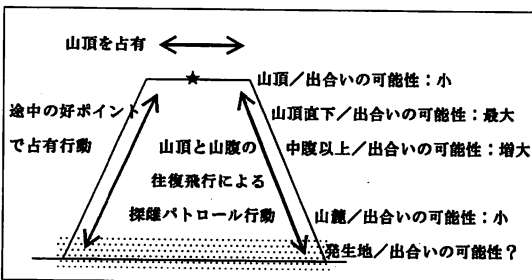 山頂を占有
山頂／出合いの可能性：小
途中の好ポイント
で占有行動
山頂直下／出合いの可能性：最大
中腹以上／出合いの可能性：増大
山頂と山腹の
往復飛行による
探雌パトロール行動
山麓／出合いの可能性：小
発生地／出合いの可能性？